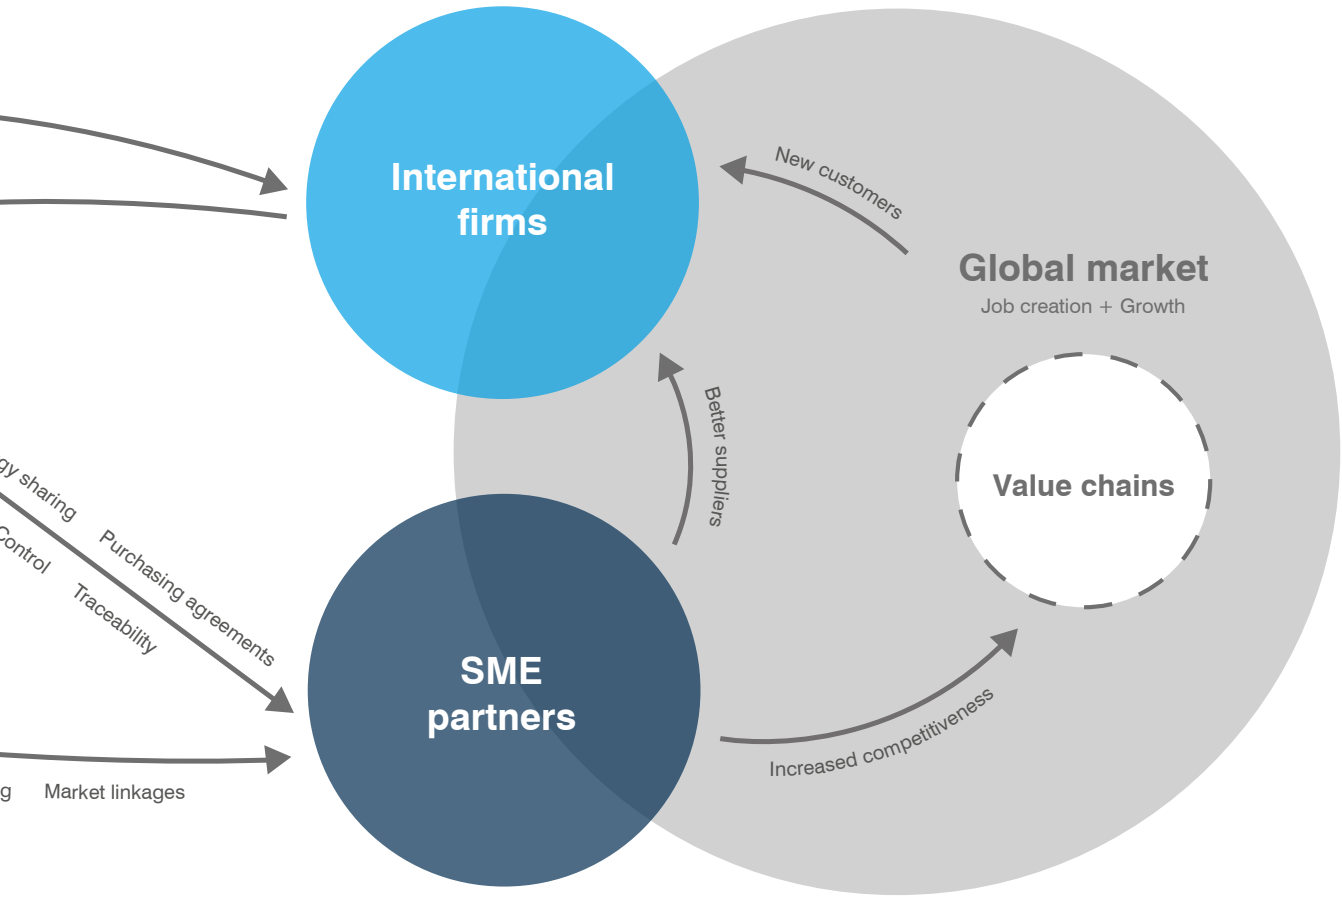 International
firms
New customers
Global market
Job creation + Growth
Better suppliers
Value chains
gy sharing
Purchasing agreements
Control
Traceability
SME
partners
Increased competitiveness
g
Market linkages